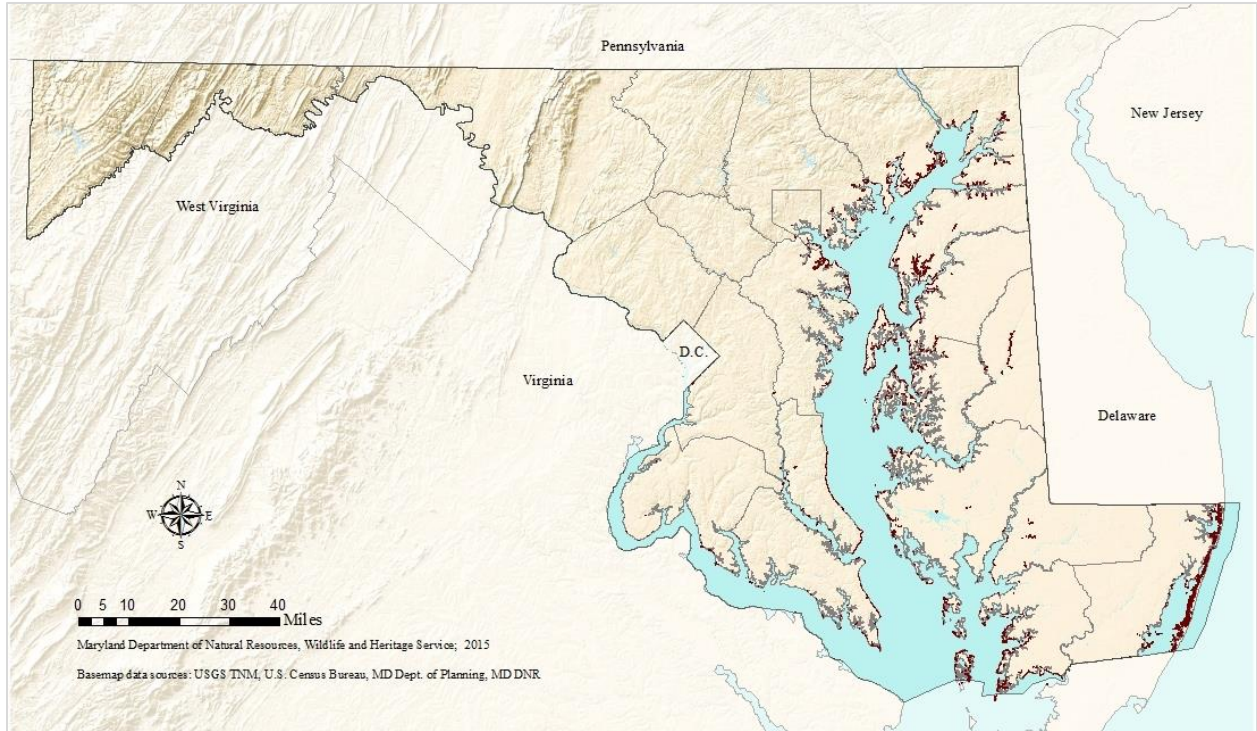 Pennsylvania
New Jersey
West Virginia
D.C.
Virginia
Delaware
N
W E
S
0 5 10 20 30 40
Miles
Maryland Department of Natural Resources, Wildlife and Heritage Service; 2015
Basemap data sources: USGS TNM, U.S. Census Bureau, MD Dept. of Planning, MD DNR